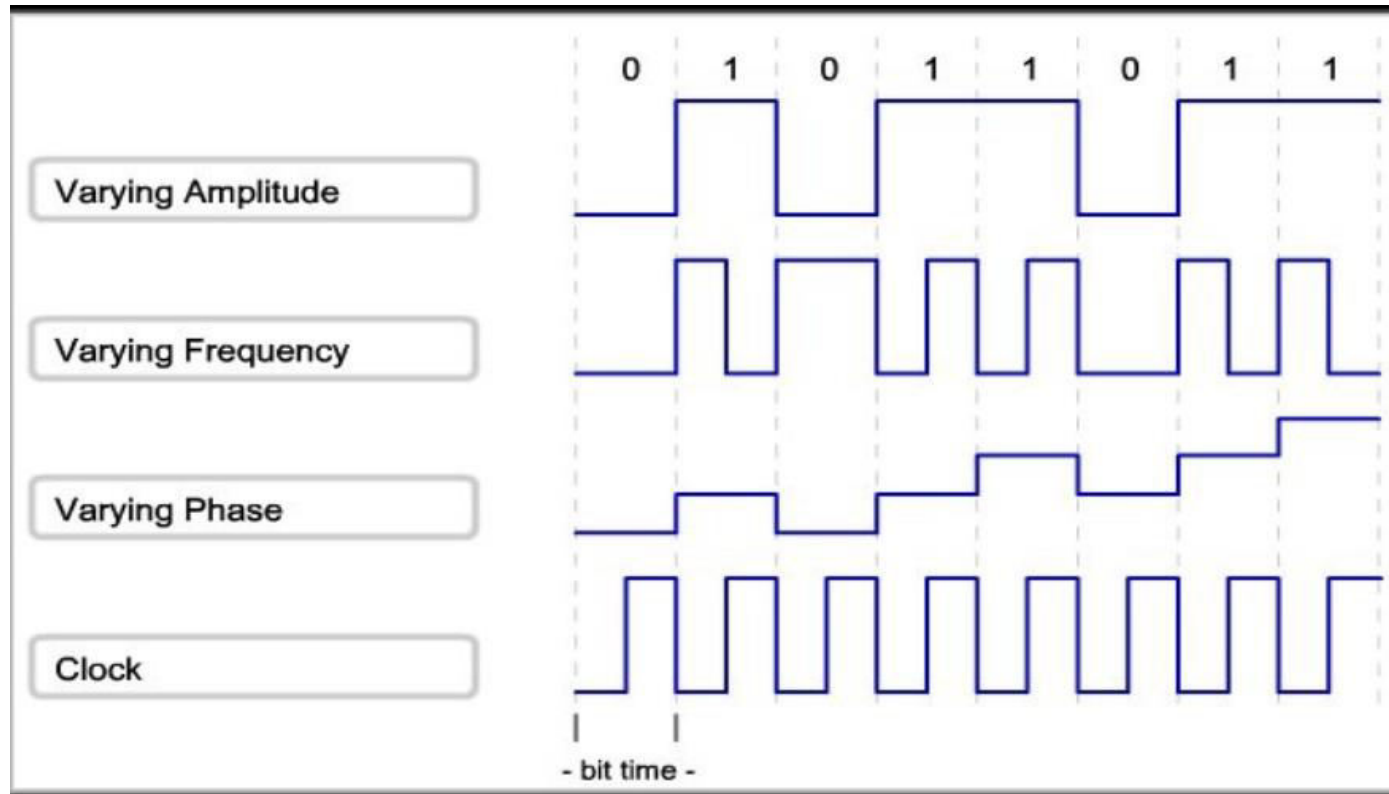 0 1 0 1 1 0 1 1
Varying Amplitude
Varying Frequency
Varying Phase
Clock
- bit time -